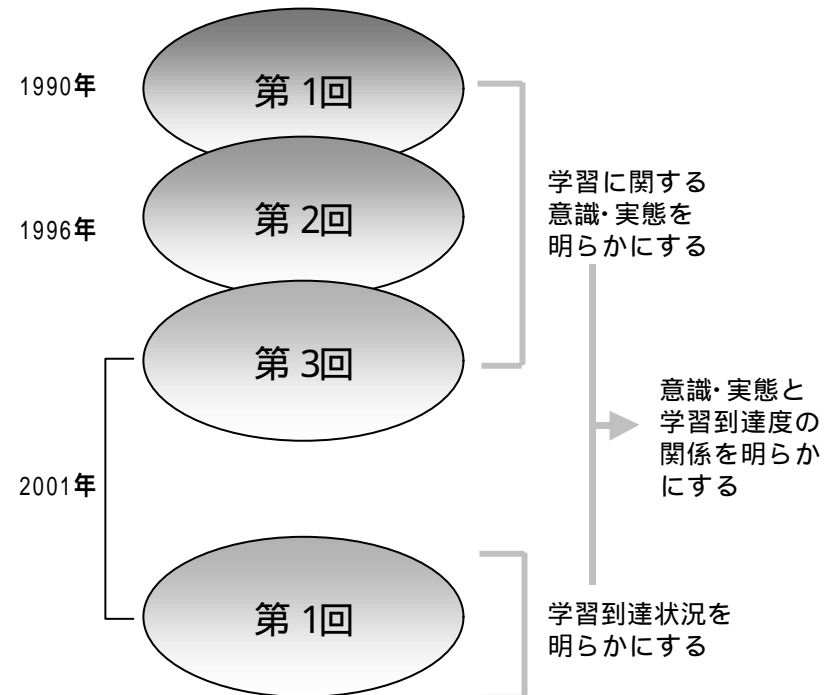 1990年
第 1回
学習に関する
意識・実態を
明らかにする
1996年
第 2回
第 3回
意識・実態と
学習到達度の
関係を明らか
にする
2001年
第 1回
学習到達状況を
明らかにする